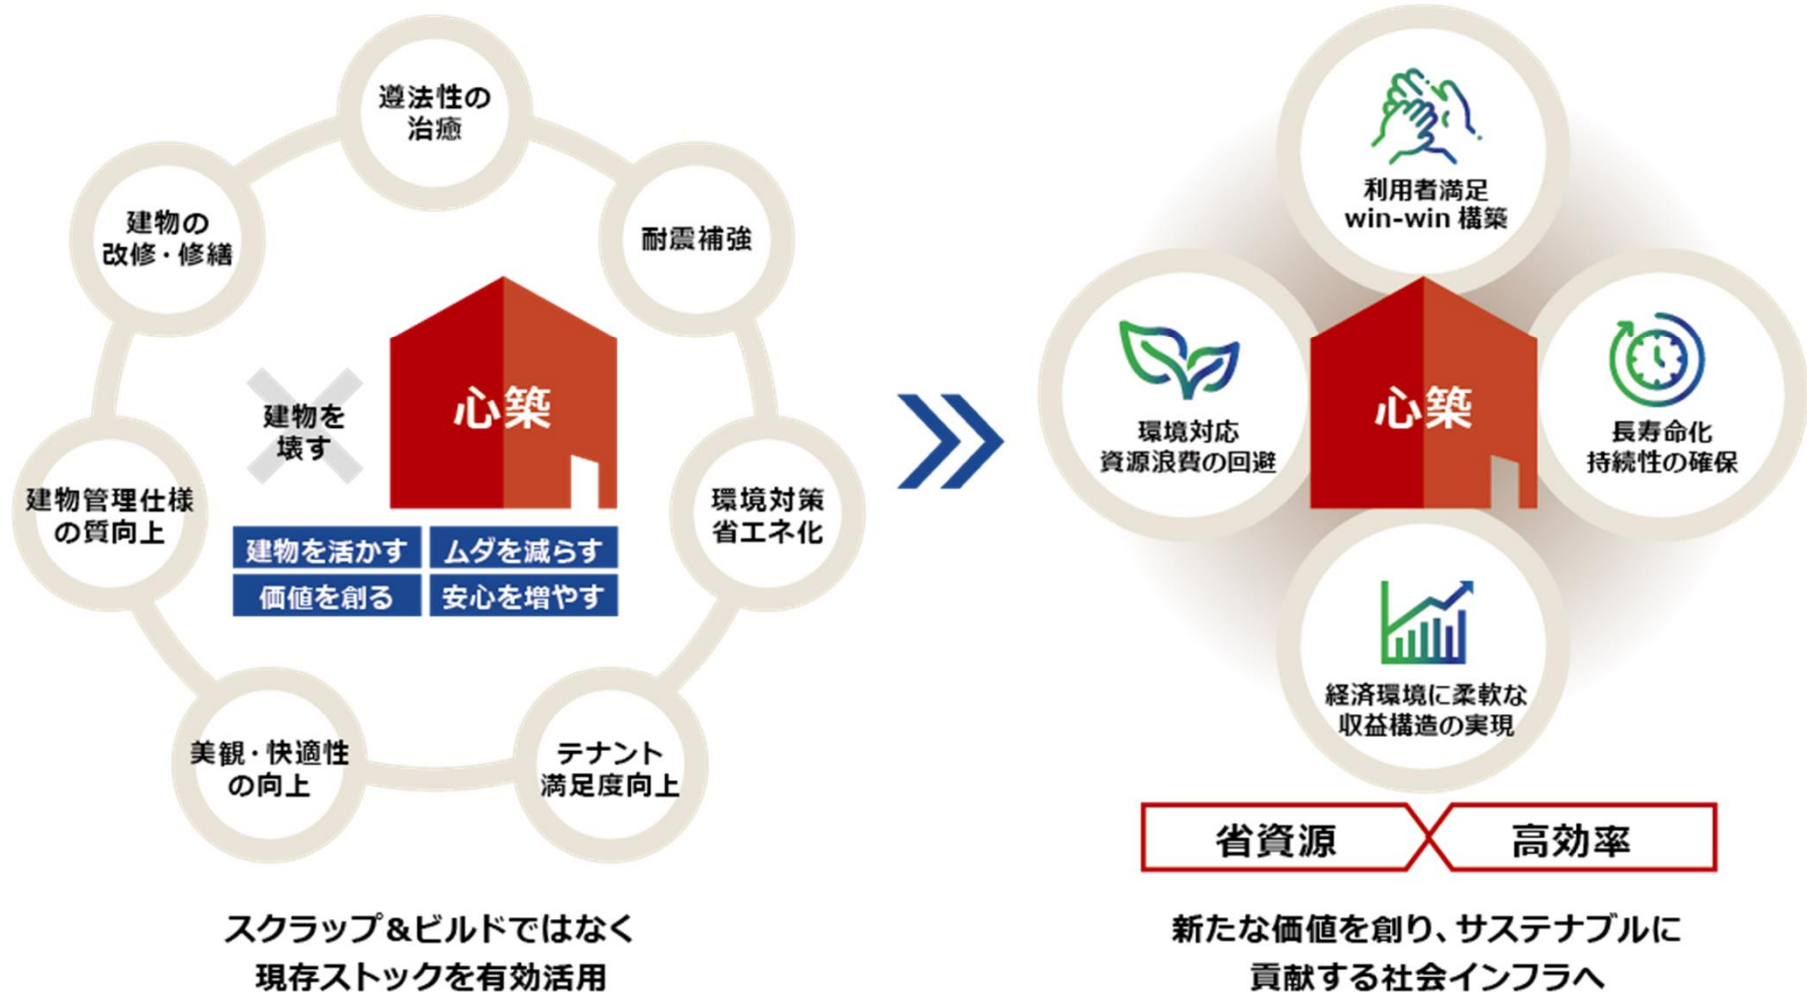 遵法性の
治癒
建物の
改修・修繕
耐震補強
建物を
壊す
心築
建物管理仕様
の質向上
環境対策
省エネ化
建物を活かす
ムダを減らす
価値を創る
安心を増やす
美観・快適性
の向上
テナント
満足度向上
スクラップ&ビルドではなく
現存ストックを有効活用
利用者満足
win-win 構築
環境対応
資源浪費の回避
心築
長寿命化
持続性の確保
経済環境に柔軟な
収益構造の実現
省資源
高効率
新たな価値を創り、サステナブルに
貢献する社会インフラへ